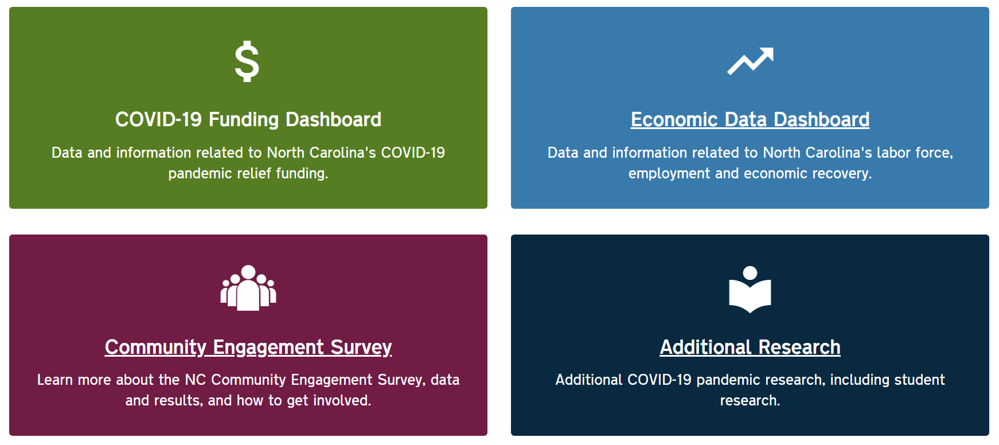 COVID-19 Funding Dashboard
Data and information related to North Carolina's COVID-19
pandemic relief funding.
Economic Data Dashboard
Data and information related to North Carolina's labor force,
employment and economic recovery.
Community Engagement Survey
Learn more about the NC Community Engagement Survey, data
and results, and how to get involved.
Additional Research
Additional COVID-19 pandemic research, including student
research.